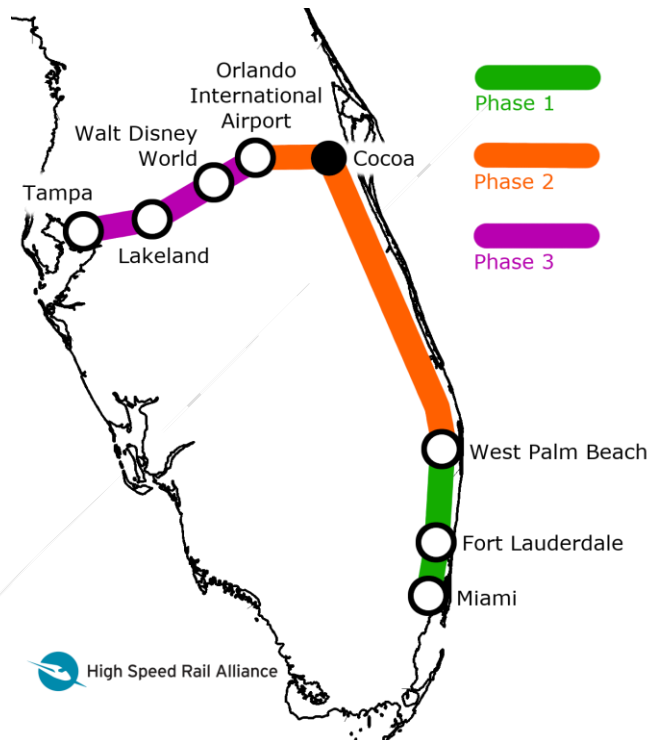 Orlando
International
Airport
Walt Disney
World
Cocoa
Tampa
Lakeland
West Palm Beach
Fort Lauderdale
Miami
Phase 1
Phase 2
Phase 3
High Speed Rail Alliance